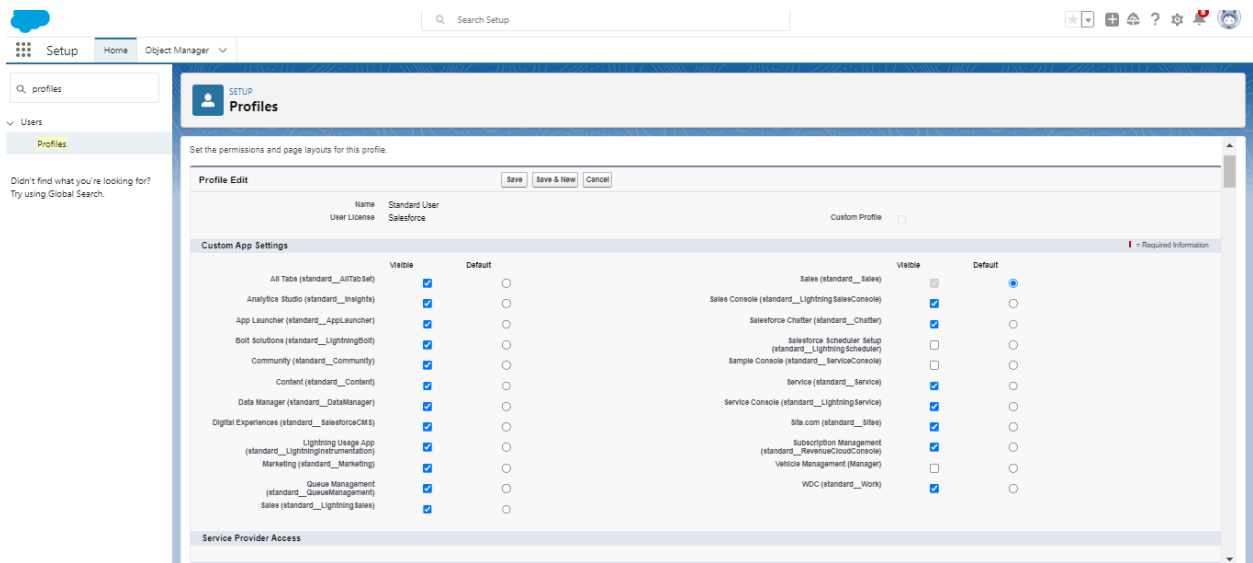 Search Setup
Setup
Home
Object Manager
profiles
Users
Profiles
Didn't find what you're looking for?
Try using Global Search.
SETUP
Profiles
Set the permissions and page layouts for this profile.
Profile Edit
Save
Save & New
Cancel
Name Standard User
User License Salesforce
Custom Profile
Custom App Settings
= Required Information
Visible Default
All Tabs (standard__AllTabSet)
Analytics Studio (standard__Insights)
App Launcher (standard__AppLauncher)
Bolt Solutions (standard__LightningBolt)
Community (standard__Community)
Content (standard__Content)
Data Manager (standard__DataManager)
Digital Experiences (standard__SalesforceCMS)
Lightning Usage App
(standard__LightningInstrumentation)
Marketing (standard__Marketing)
Queue Management
(standard__QueueManagement)
Sales (standard__LightningSales)
Visible Default
Sales (standard__Sales)
Sales Console (standard__LightningSalesConsole)
Salesforce Chatter (standard__Chatter)
Salesforce Scheduler Setup
(standard__LightningScheduler)
Sample Console (standard__ServiceConsole)
Service (standard__Service)
Service Console (standard__LightningService)
Site.com (standard__Sites)
Subscription Management
(standard__RevenueCloudConsole)
Vehicle Management (Manager)
WDC (standard__Work)
Service Provider Access